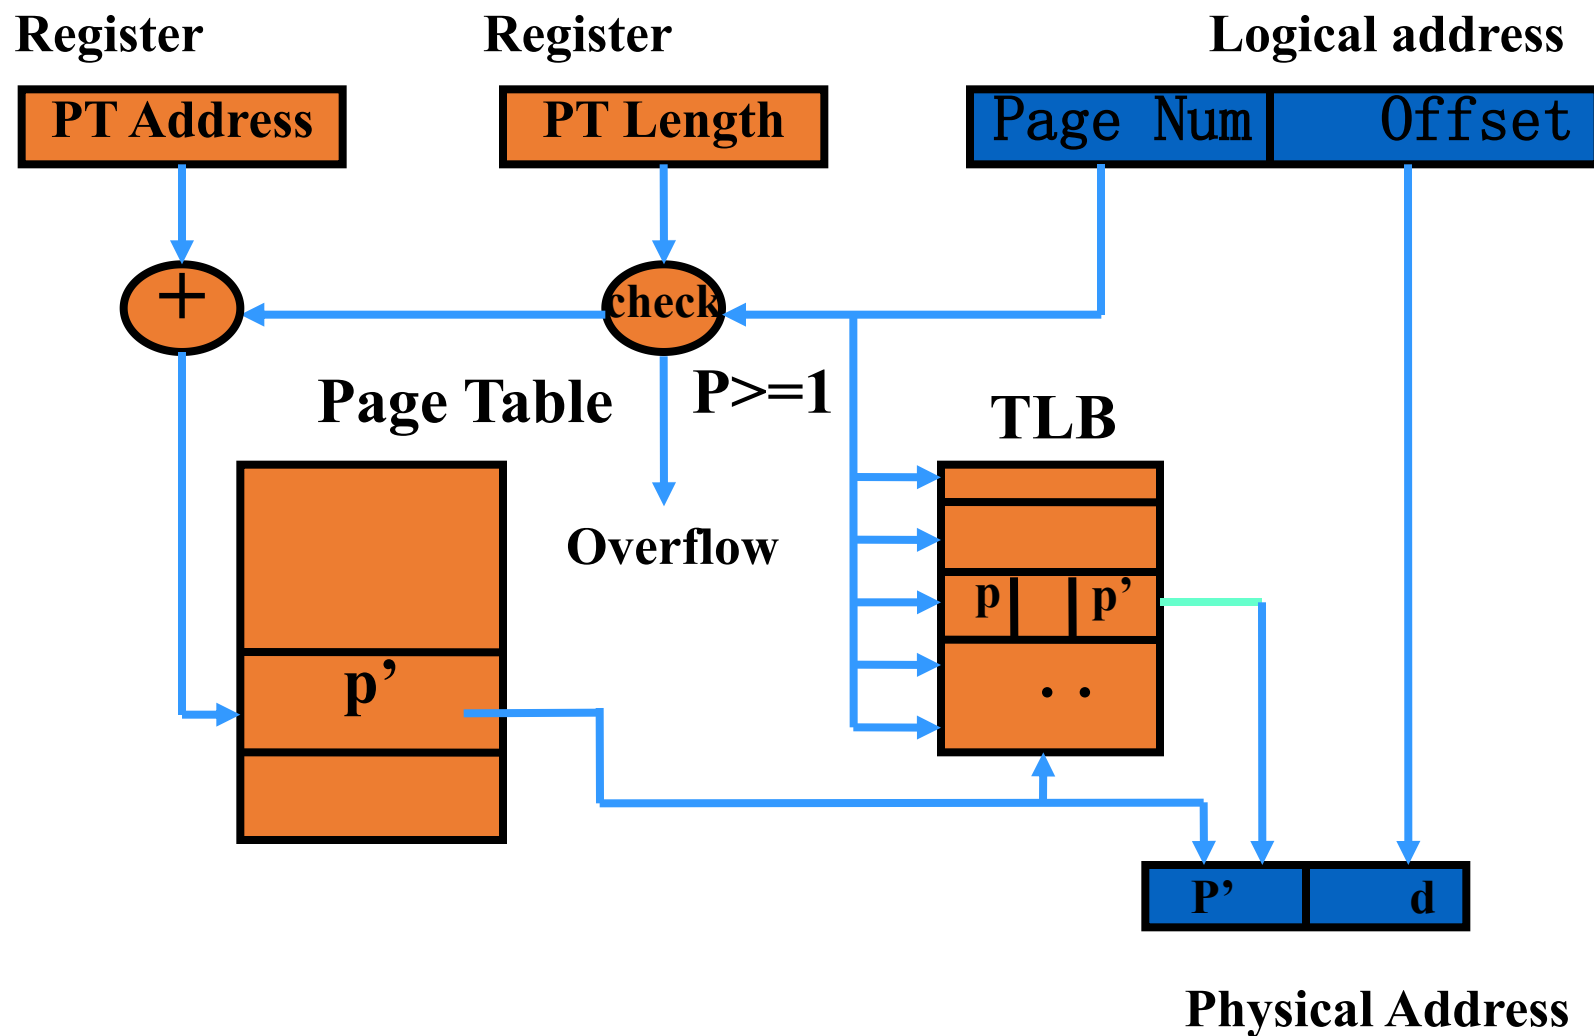 Register
Register
Logical address
PT Address
PT Length
Page Num
Offset
+
check
P>=1
Page Table
TLB
Overflow
p
p’
p’
. .
P’
d
Physical Address